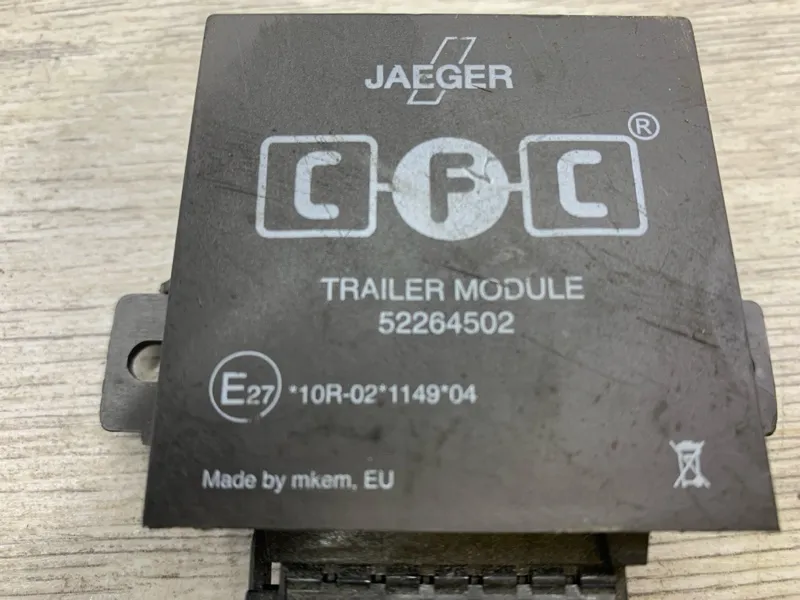 JAEGER
CFC®
TRAILER MODULE
52264502
E27 *10R-02*1149*04
Made by mkem, EU